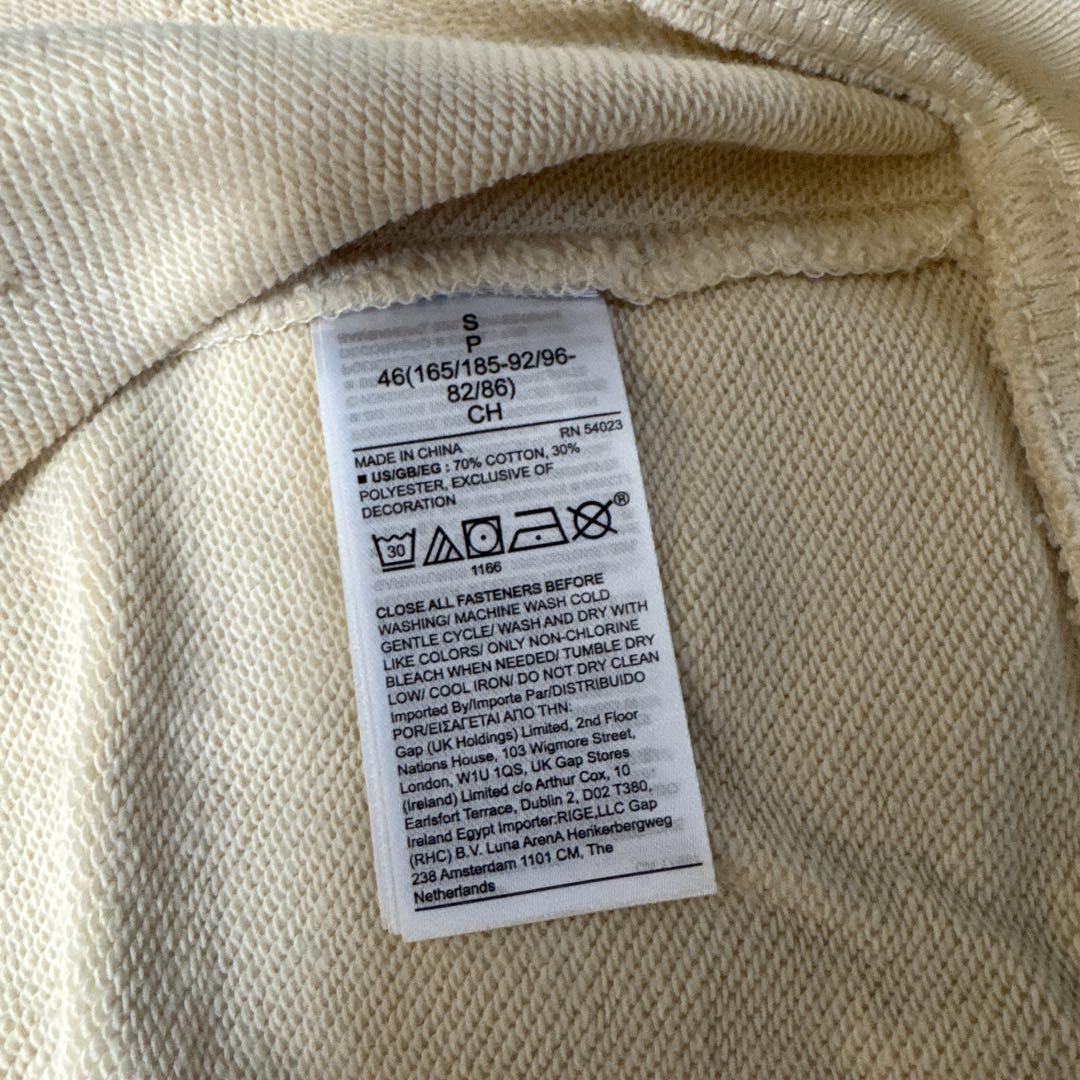 S
P
46(165/185-92/96-
82/86)
CH
RN 54023
MADE IN CHINA
■ US/GB/EG : 70% COTTON, 30%
POLYESTER, EXCLUSIVE OF
DECORATION
30
®
1166
CLOSE ALL FASTENERS BEFORE
WASHING/ MACHINE WASH COLD
GENTLE CYCLE/ WASH AND DRY WITH
LIKE COLORS/ ONLY NON-CHLORINE
BLEACH WHEN NEEDED/ TUMBLE DRY
LOW/ COOL IRON/ DO NOT DRY CLEAN
Imported By/Importe Par/DISTRIBUIDO
POR/ΕΙΣΑΓΕΤΑΙ ΑΠΟ ΤΗΝ:
Gap (UK Holdings) Limited, 2nd Floor
Nations House, 103 Wigmore Street,
London, W1U 1QS, UK Gap Stores
(Ireland) Limited c/o Arthur Cox, 10
Earlsfort Terrace, Dublin 2, D02 T380,
Ireland Egypt Importer:RIGE,LLC Gap
(RHC) B.V. Luna ArenA Herikerbergweg
238 Amsterdam 1101 CM, The
Netherlands